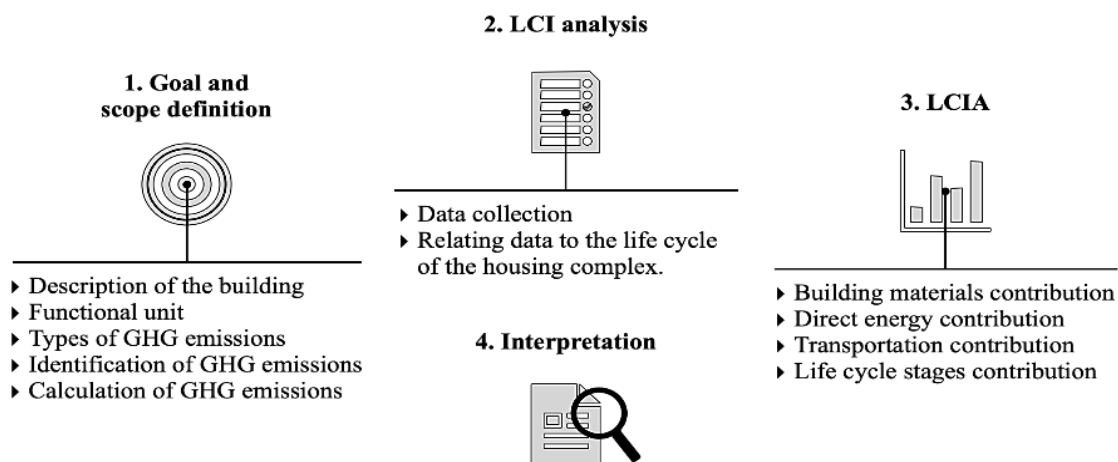 1. Goal and
scope definition
▸ Description of the building
▸ Functional unit
▸ Types of GHG emissions
▸ Identification of GHG emissions
▸ Calculation of GHG emissions
2. LCI analysis
▸ Data collection
▸ Relating data to the life cycle
of the housing complex.
3. LCIA
▸ Building materials contribution
▸ Direct energy contribution
▸ Transportation contribution
▸ Life cycle stages contribution
4. Interpretation